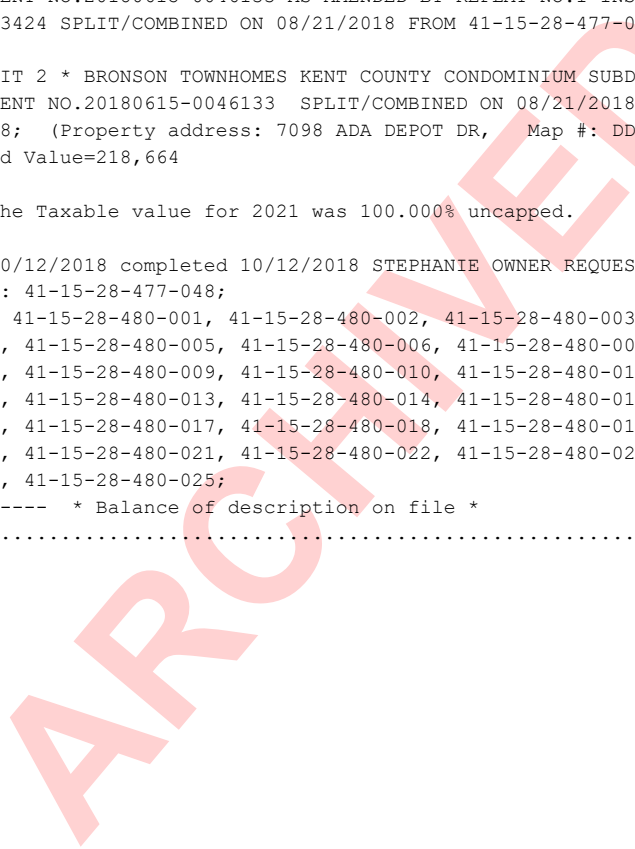 ENT NO.20180615-0046133 AS AMENDED BY REPLAT NO.1 INS
3424 SPLIT/COMBINED ON 08/21/2018 FROM 41-15-28-477-0
IT 2 * BRONSON TOWNHOMES KENT COUNTY CONDOMINIUM SUBD
ENT NO.20180615-0046133 SPLIT/COMBINED ON 08/21/2018
8; (Property address: 7098 ADA DEPOT DR, Map #: DD
d Value=218,664
he Taxable value for 2021 was 100.000% uncapped.
0/12/2018 completed 10/12/2018 STEPHANIE OWNER REQUES
: 41-15-28-477-048;
41-15-28-480-001, 41-15-28-480-002, 41-15-28-480-003
, 41-15-28-480-005, 41-15-28-480-006, 41-15-28-480-00
, 41-15-28-480-009, 41-15-28-480-010, 41-15-28-480-01
, 41-15-28-480-013, 41-15-28-480-014, 41-15-28-480-01
, 41-15-28-480-017, 41-15-28-480-018, 41-15-28-480-01
, 41-15-28-480-021, 41-15-28-480-022, 41-15-28-480-02
, 41-15-28-480-025;
---- * Balance of description on file *
.....................................................
ARCHIVED